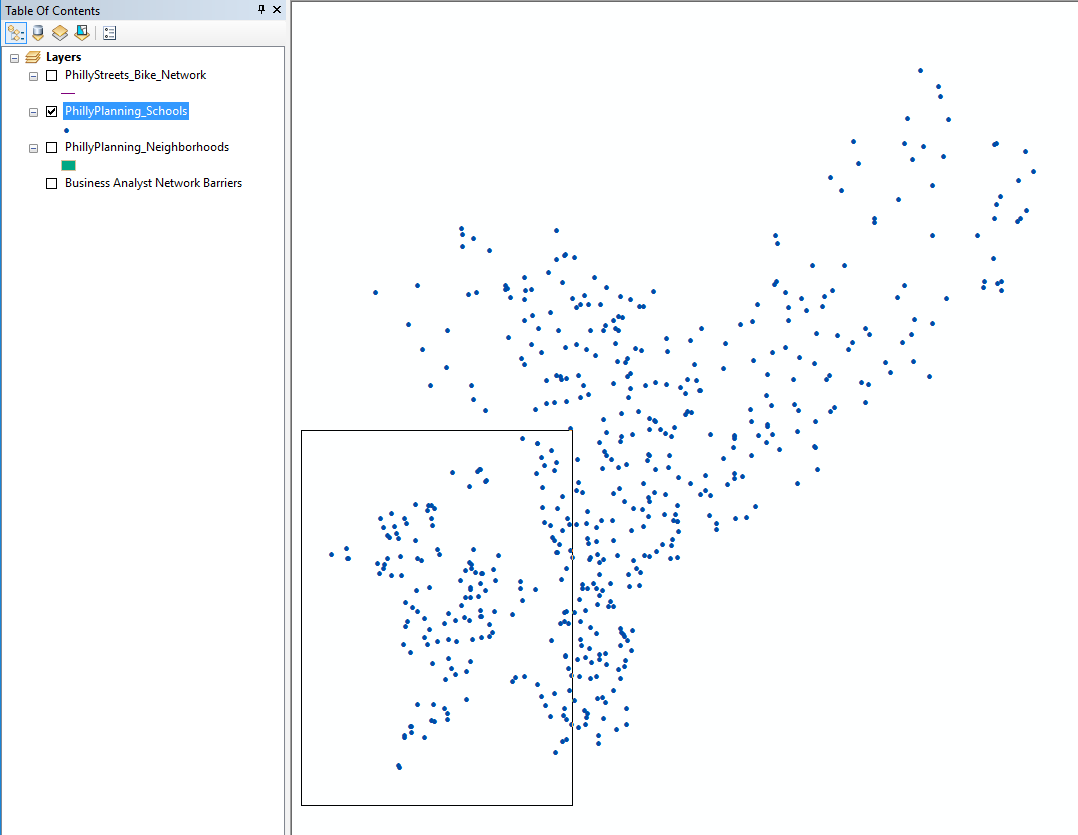 Table Of Contents
Layers
PhillyStreets_Bike_Network
PhillyPlanning_Schools
PhillyPlanning_Neighborhoods
Business Analyst Network Barriers